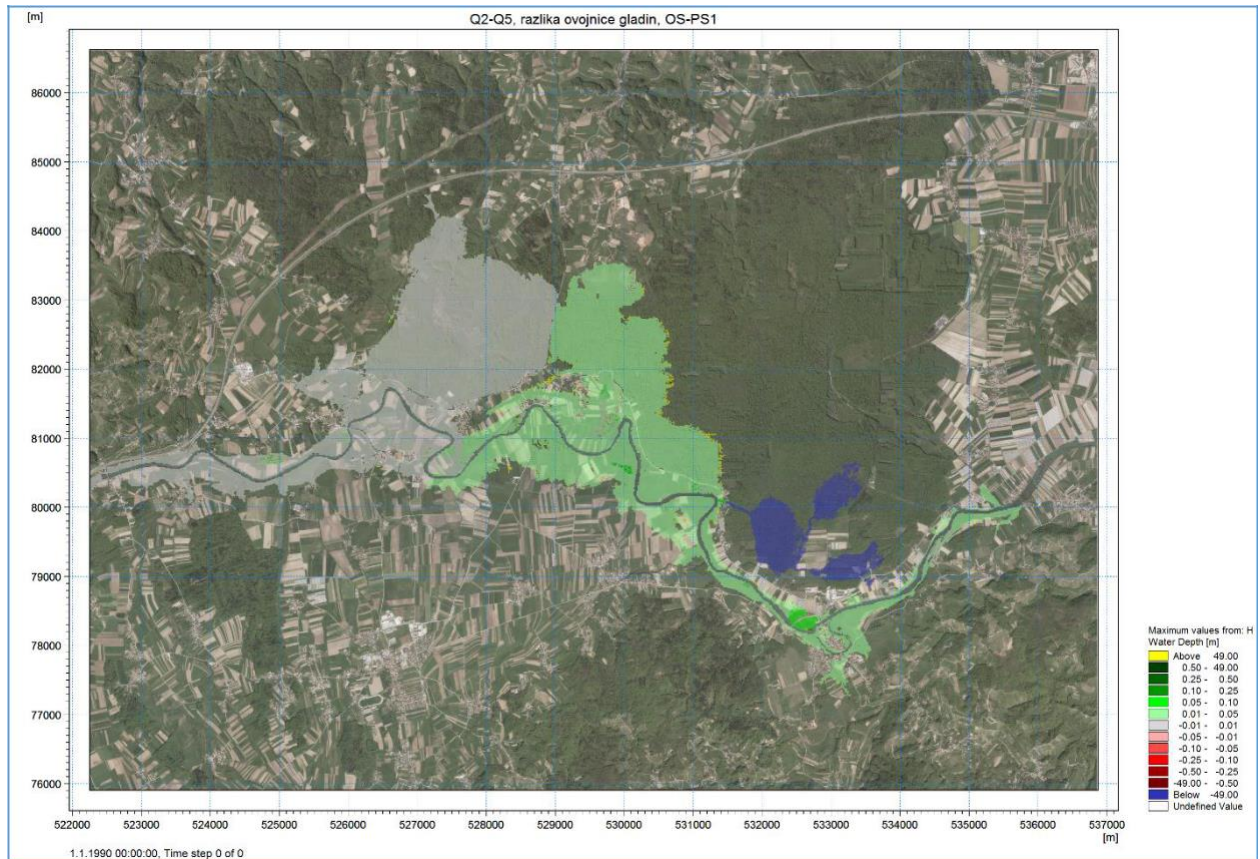 Q2-Q5, razlika ovojnice gladin, OS-PS1
[m]
86000
85000
84000
83000
82000
81000
80000
79000
78000
77000
76000
522000 523000 524000 525000 526000 527000 528000 529000 530000 531000 532000 533000 534000 535000 536000 537000
[m]
Maximum values from: H
Water Depth [m]
Above 49.00
0.50 - 49.00
0.25 - 0.50
0.10 - 0.25
0.05 - 0.10
0.01 - 0.05
-0.01 - 0.01
-0.05 - -0.01
-0.10 - -0.05
-0.25 - -0.10
-0.50 - -0.25
-49.00 - -0.50
Below -49.00
Undefined Value
1.1.1990 00:00:00, Time step 0 of 0